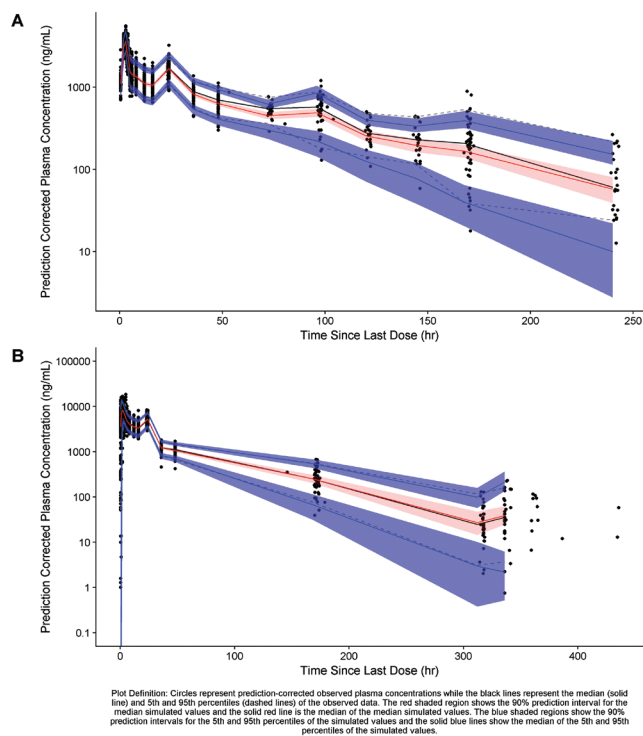 A
Prediction Corrected Plasma Concentration (ng/mL)
1000
100
10
0
50
100
150
200
250
Time Since Last Dose (hr)
B
Prediction Corrected Plasma Concentration (ng/mL)
100000
10000
1000
100
10
1
0.1
0
100
200
300
400
Time Since Last Dose (hr)
Plot Definition: Circles represent prediction-corrected observed plasma concentrations while the black lines represent the median (solid
line) and 5th and 95th percentiles (dashed lines) of the observed data. The red shaded region shows the 90% prediction interval for the
median simulated values and the solid red line is the median of the median simulated values. The blue shaded regions show the 90%
prediction intervals for the 5th and 95th percentiles of the simulated values and the solid blue lines show the median of the 5th and 95th
percentiles of the simulated values.